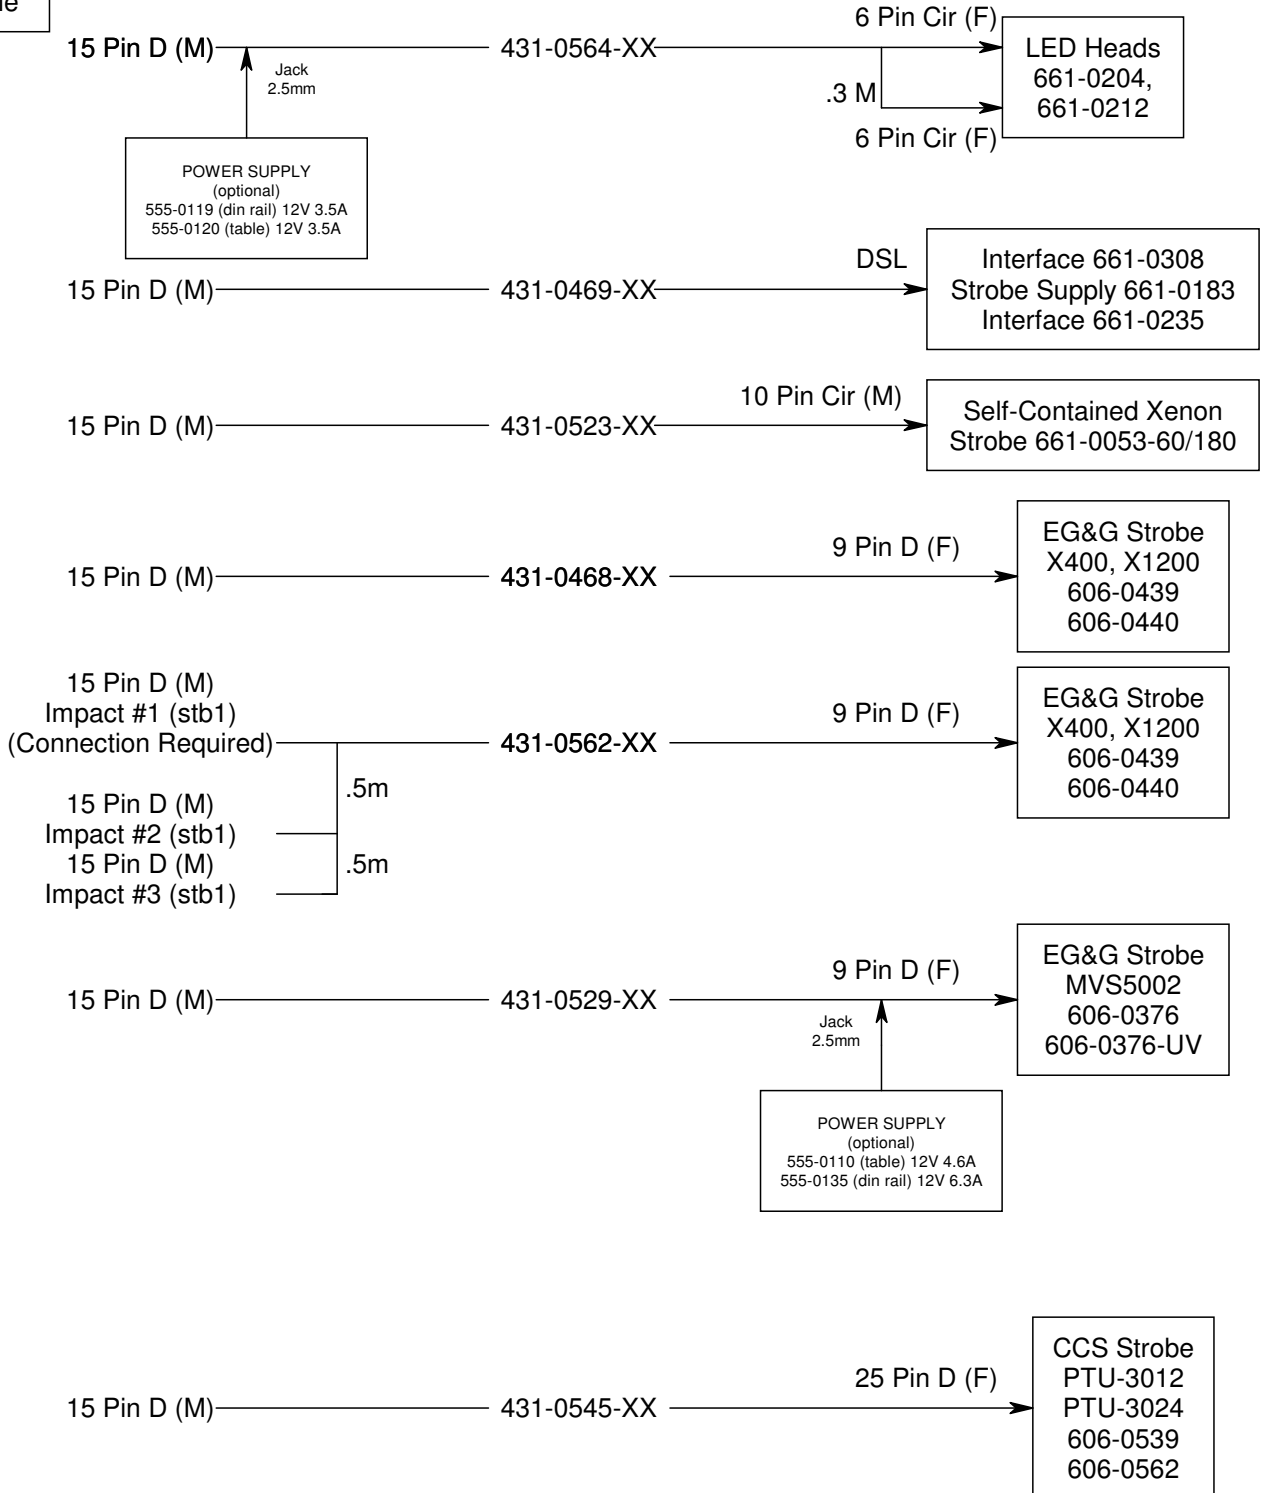 15 Pin D (M)
431-0564-XX
6 Pin Cir (F)
Jack
2.5mm
.3 M
6 Pin Cir (F)
LED Heads
661-0204,
661-0212
POWER SUPPLY
(optional)
555-0119 (din rail) 12V 3.5A
555-0120 (table) 12V 3.5A
15 Pin D (M)
431-0469-XX
DSL
Interface 661-0308
Strobe Supply 661-0183
Interface 661-0235
15 Pin D (M)
431-0523-XX
10 Pin Cir (M)
Self-Contained Xenon
Strobe 661-0053-60/180
15 Pin D (M)
431-0468-XX
9 Pin D (F)
EG&G Strobe
X400, X1200
606-0439
606-0440
15 Pin D (M)
Impact #1 (stb1)
(Connection Required)
431-0562-XX
9 Pin D (F)
EG&G Strobe
X400, X1200
606-0439
606-0440
.5m
15 Pin D (M)
Impact #2 (stb1)
15 Pin D (M)
.5m
Impact #3 (stb1)
15 Pin D (M)
431-0529-XX
9 Pin D (F)
Jack
2.5mm
EG&G Strobe
MVS5002
606-0376
606-0376-UV
POWER SUPPLY
(optional)
555-0110 (table) 12V 4.6A
555-0135 (din rail) 12V 6.3A
15 Pin D (M)
431-0545-XX
25 Pin D (F)
CCS Strobe
PTU-3012
PTU-3024
606-0539
606-0562